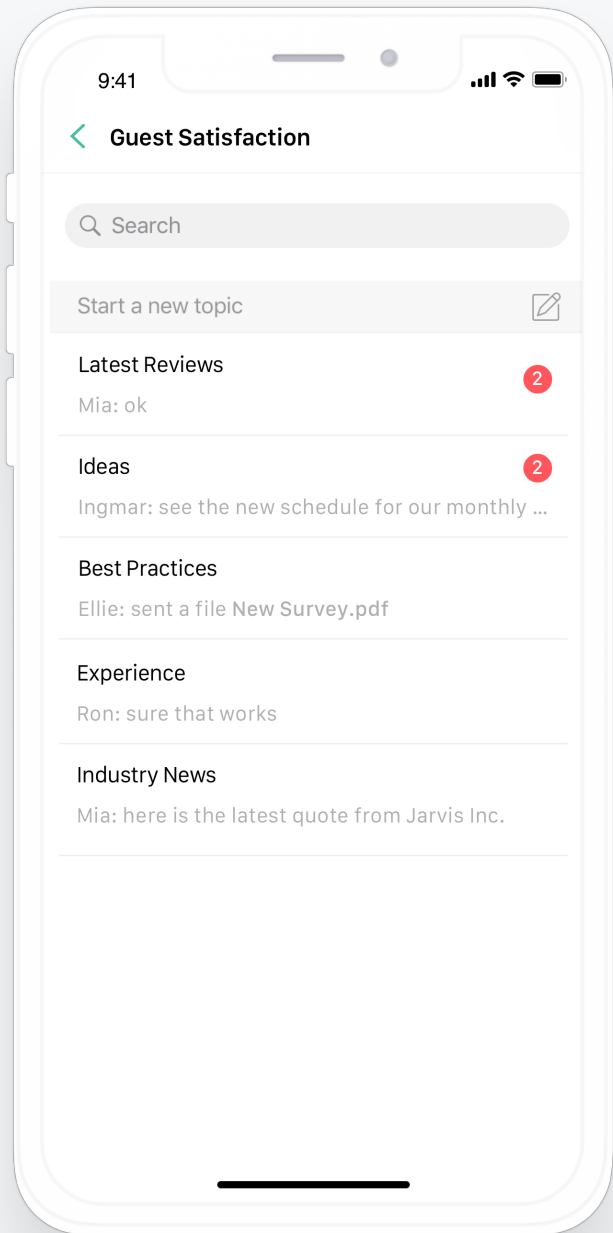 9:41
Guest Satisfaction
Search
Start a new topic
Latest Reviews
2
Mia: ok
Ideas
2
Ingmar: see the new schedule for our monthly ...
Best Practices
Ellie: sent a file New Survey.pdf
Experience
Ron: sure that works
Industry News
Mia: here is the latest quote from Jarvis Inc.